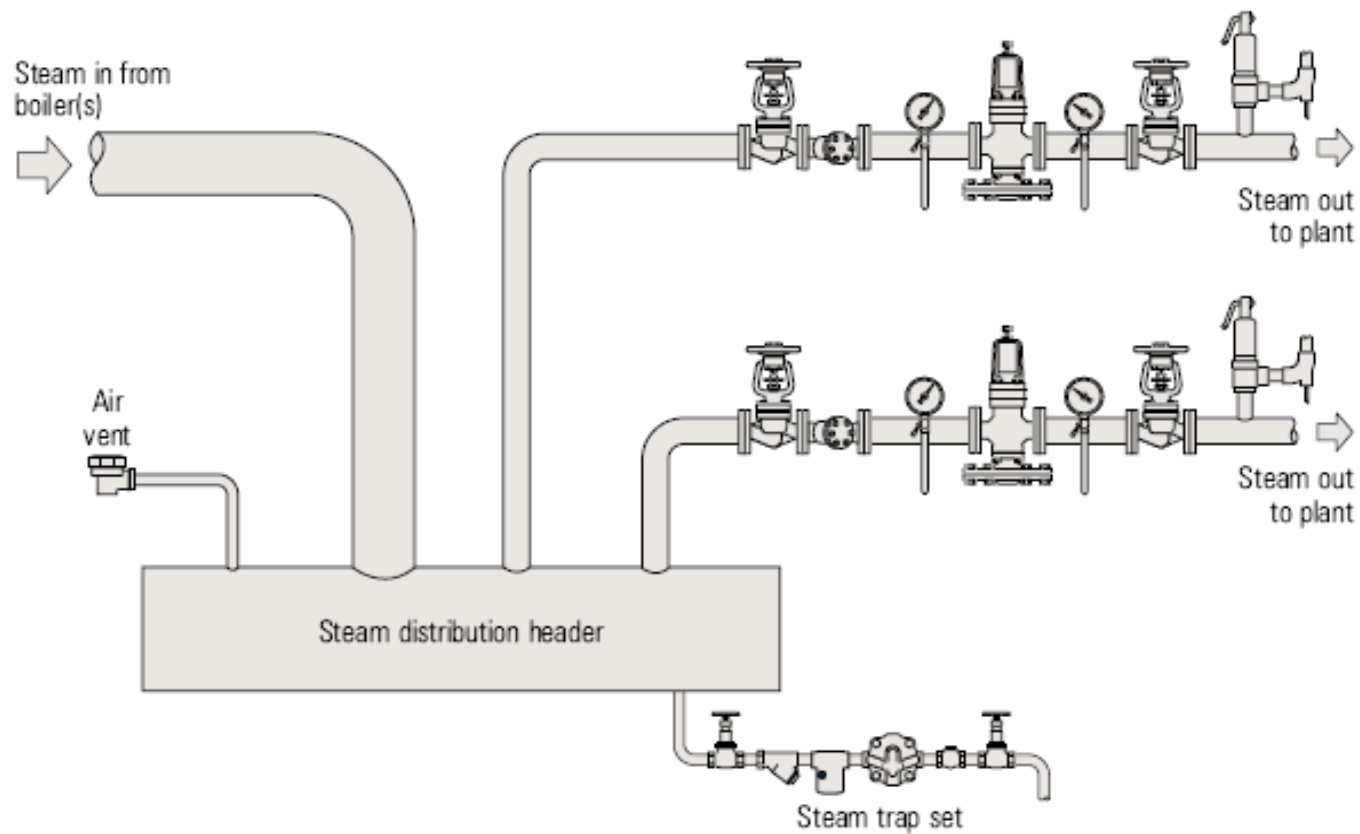 Steam in from
boiler(s)
Steam out
to plant
Air
vent
Steam out
to plant
Steam distribution header
Steam trap set